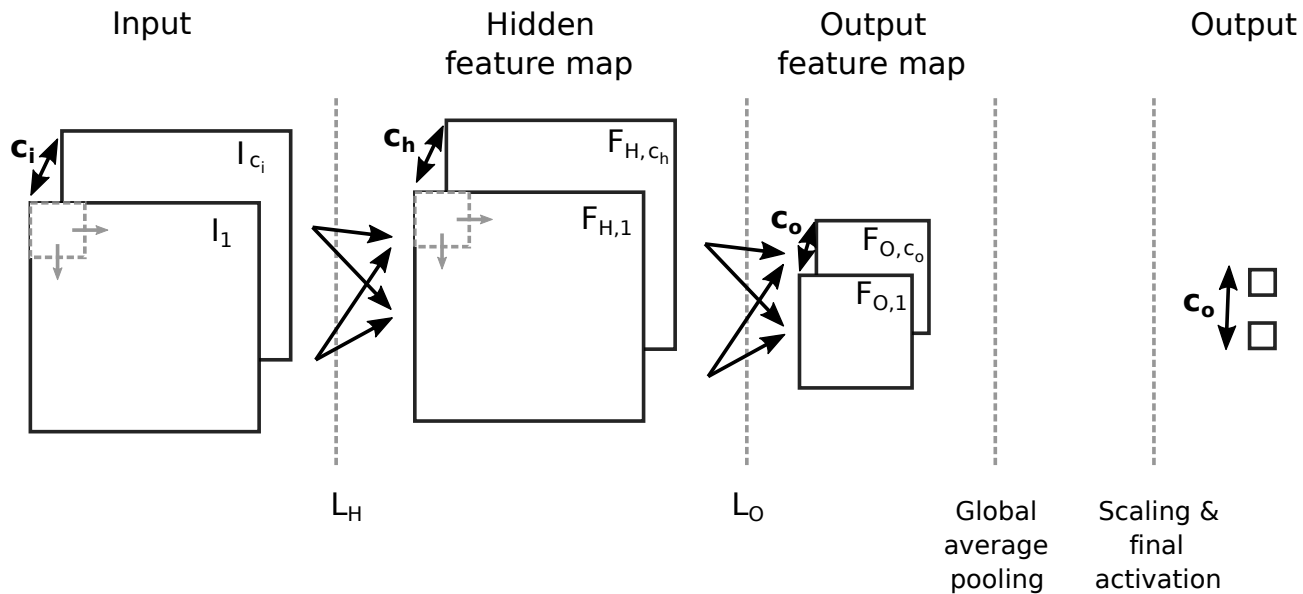 Input
Hidden
feature map
Output
feature map
Output
c_i
I_{c_i}
I_1
c_h
F_{H,c_h}
F_{H,1}
c_o
F_{O,c_o}
F_{O,1}
c_o
L_H
L_O
Global
average
pooling
Scaling &
final
activation